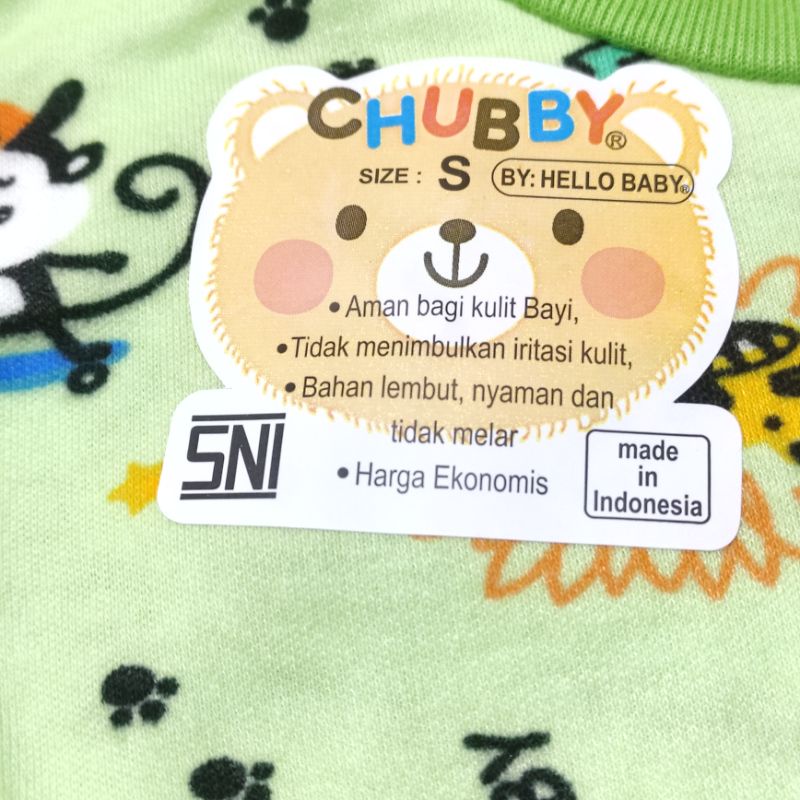 CHUBBY®
SIZE : S BY: HELLO BABY®
• Aman bagi kulit Bayi,
• Tidak menimbulkan iritasi kulit,
• Bahan lembut, nyaman dan
tidak melar
• Harga Ekonomis
SNI
made
in
Indonesia